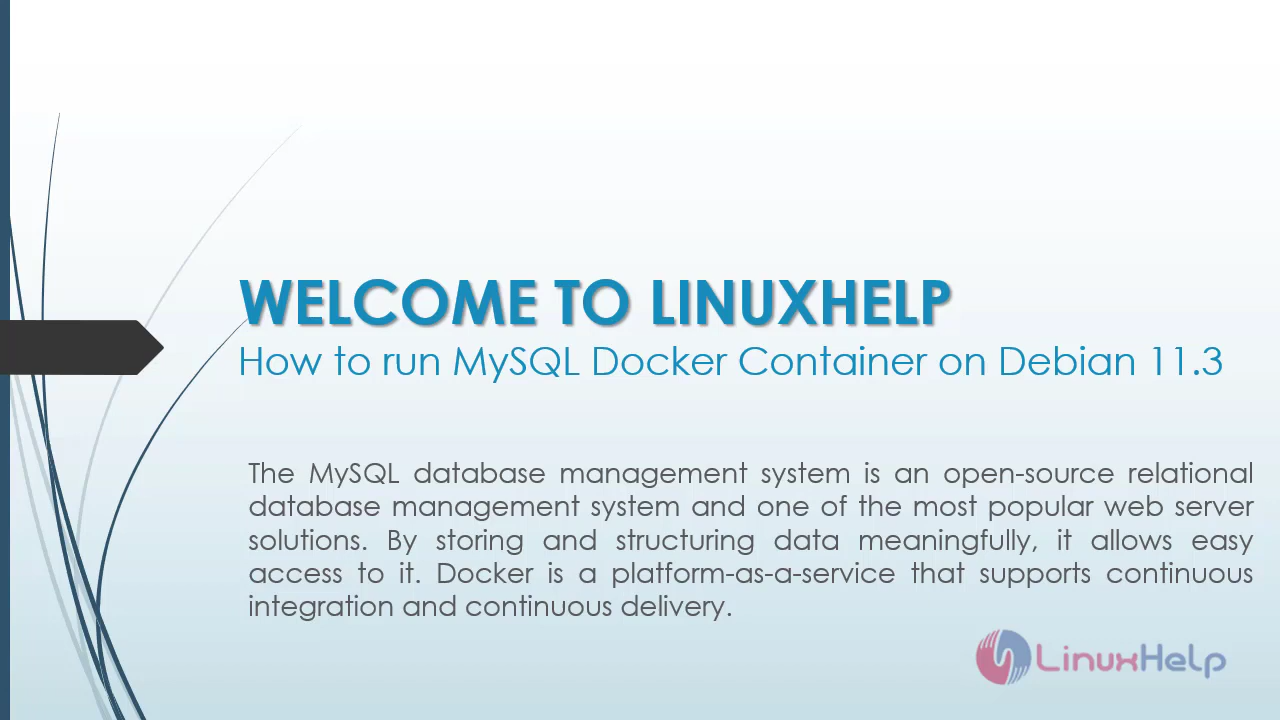 WELCOME TO LINUXHELP
How to run MySQL Docker Container on Debian 11.3
The MySQL database management system is an open-source relational
database management system and one of the most popular web server
solutions. By storing and structuring data meaningfully, it allows easy
access to it. Docker is a platform-as-a-service that supports continuous
integration and continuous delivery.
LinuxHelp